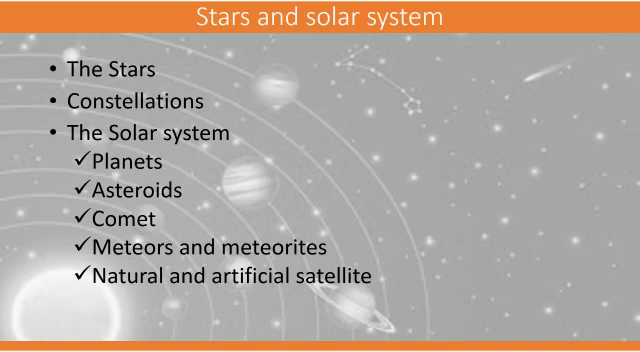 Stars and solar system
• The Stars
• Constellations
• The Solar system
✓Planets
✓Asteroids
✓Comet
✓Meteors and meteorites
✓Natural and artificial satellite